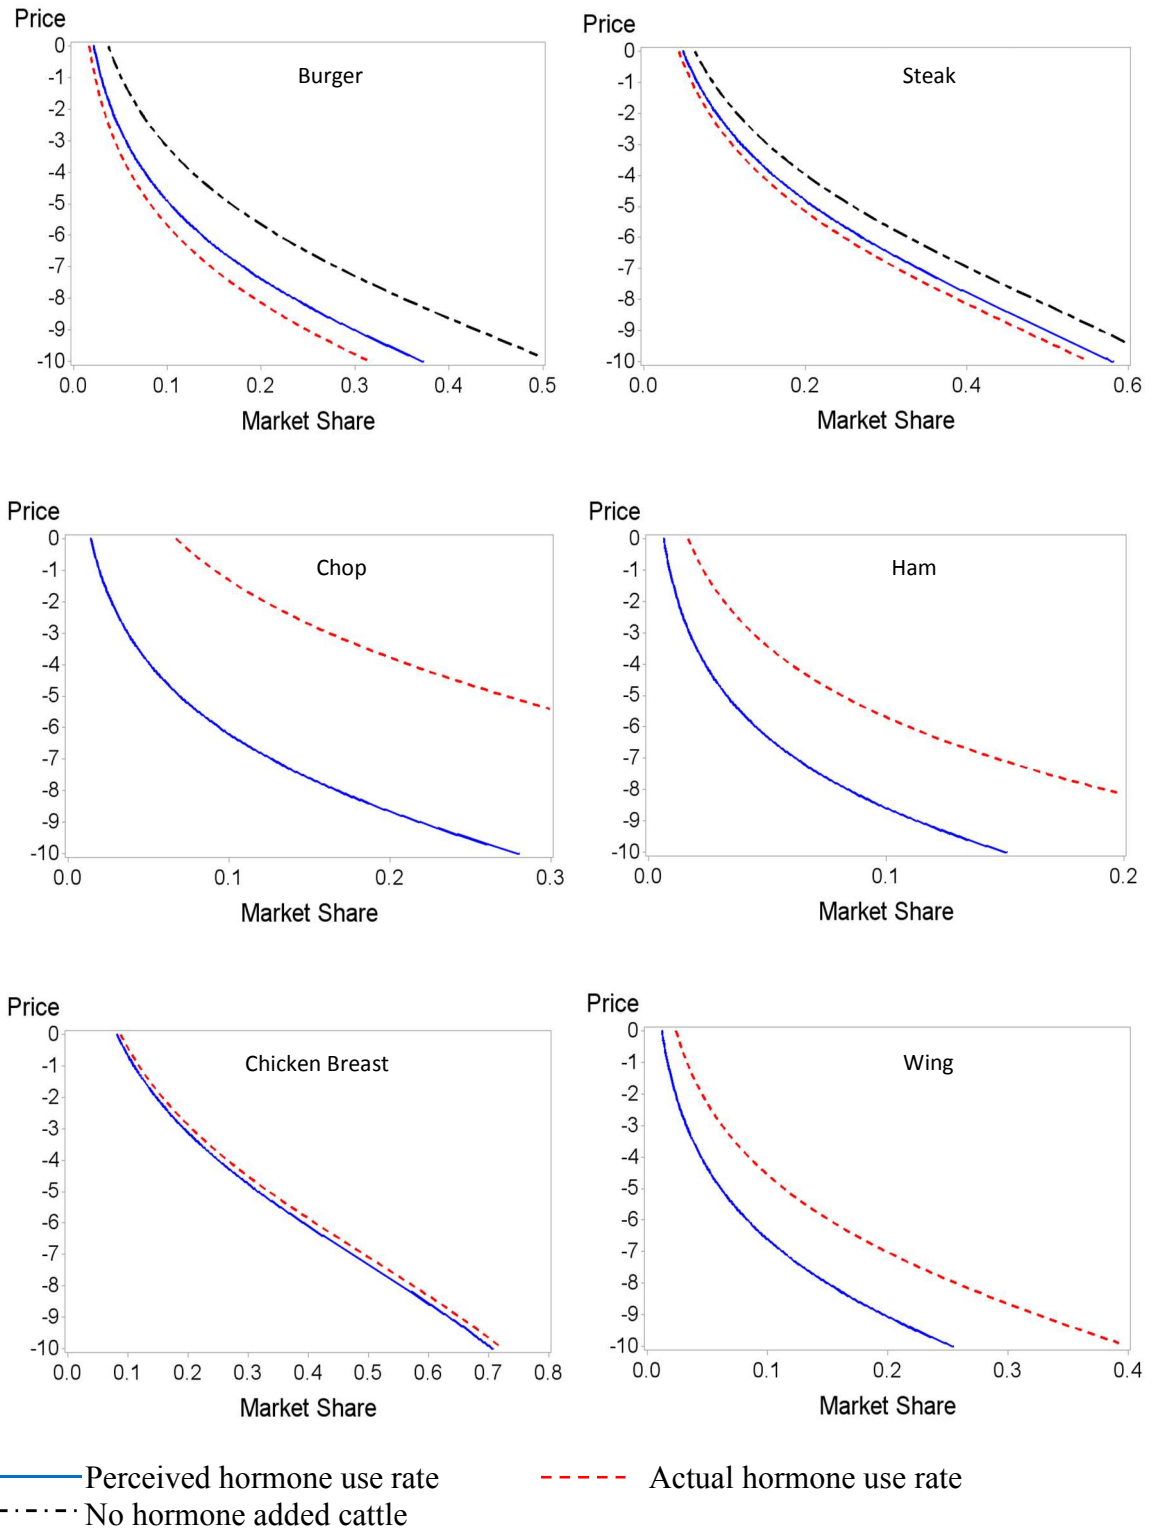 Price
0
-1
-2
-3
-4
-5
-6
-7
-8
-9
-10
Burger
0.0 0.1 0.2 0.3 0.4 0.5
Market Share
Price
0
-1
-2
-3
-4
-5
-6
-7
-8
-9
-10
Steak
0.0 0.2 0.4 0.6
Market Share
Price
0
-1
-2
-3
-4
-5
-6
-7
-8
-9
-10
Chop
0.0 0.1 0.2 0.3
Market Share
Price
0
-1
-2
-3
-4
-5
-6
-7
-8
-9
-10
Ham
0.0 0.1 0.2
Market Share
Price
0
-1
-2
-3
-4
-5
-6
-7
-8
-9
-10
Chicken Breast
0.0 0.1 0.2 0.3 0.4 0.5 0.6 0.7 0.8
Market Share
Price
0
-1
-2
-3
-4
-5
-6
-7
-8
-9
-10
Wing
0.0 0.1 0.2 0.3 0.4
Market Share
Perceived hormone use rate
Actual hormone use rate
No hormone added cattle